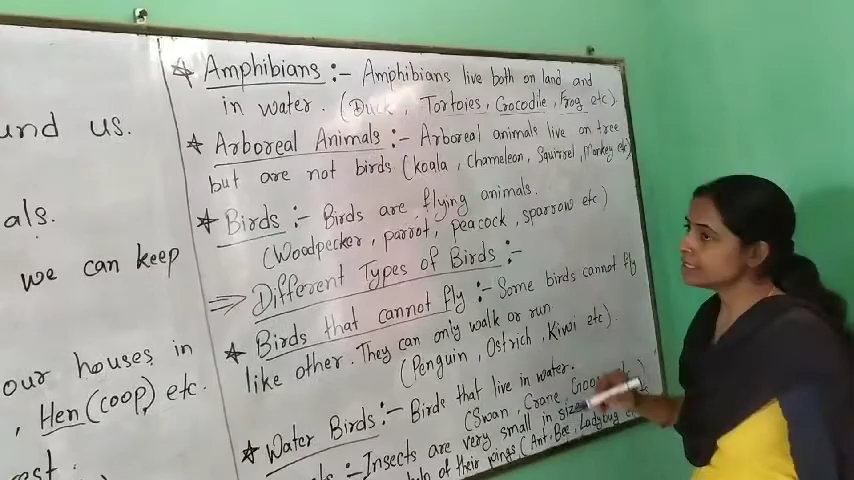 und us.
als.
we can keep
our houses in
, Hen (coop) etc.
est.
Amphibians :- Amphibians live both on land and
in water. (Duck, Tortojes, Crocodile, Frog etc).
Arboreal Animals :- Arboreal animals live on tree
but are not birds (koala, Chameleon, Squirrel, Monkey etc)
Birds :- Birds are flying animals.
(Woodpecker, parrot, peacock, sparrow etc)
Different Types of Birds :-
Birds that cannot fly :- Some birds cannot fly
like other. They can only walk or run
(Penguin, Ostrich, Kiwi etc).
Water Birds :- Birds that live in water.
(Swan, Crane,
:- Insects are very small in size
of their wings (Ant, Bee, Ladybug